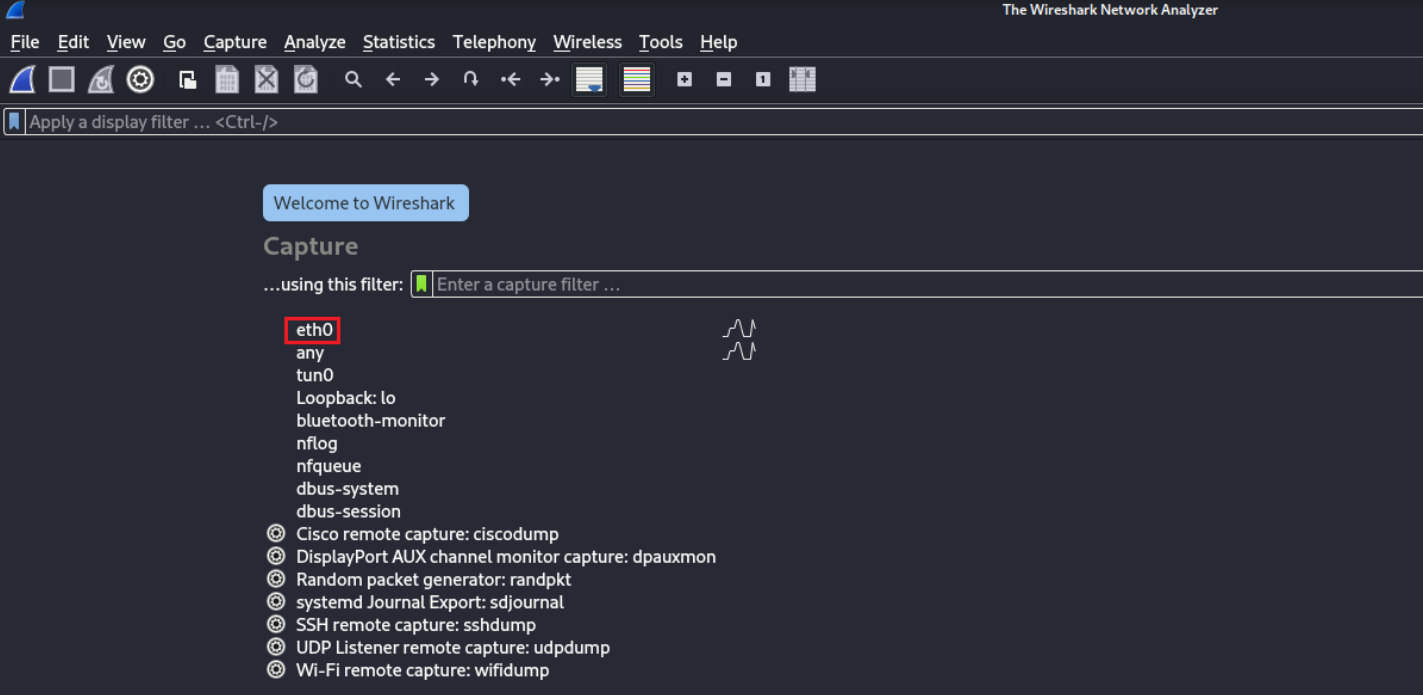 The Wireshark Network Analyzer
File Edit View Go Capture Analyze Statistics Telephony Wireless Tools Help
Apply a display filter … <Ctrl-/>
Welcome to Wireshark
Capture
…using this filter: Enter a capture filter …
eth0
any
tun0
Loopback: lo
bluetooth-monitor
nflog
nfqueue
dbus-system
dbus-session
Cisco remote capture: ciscodump
DisplayPort AUX channel monitor capture: dpauxmon
Random packet generator: randpkt
systemd Journal Export: sdjournal
SSH remote capture: sshdump
UDP Listener remote capture: udpdump
Wi-Fi remote capture: wifidump